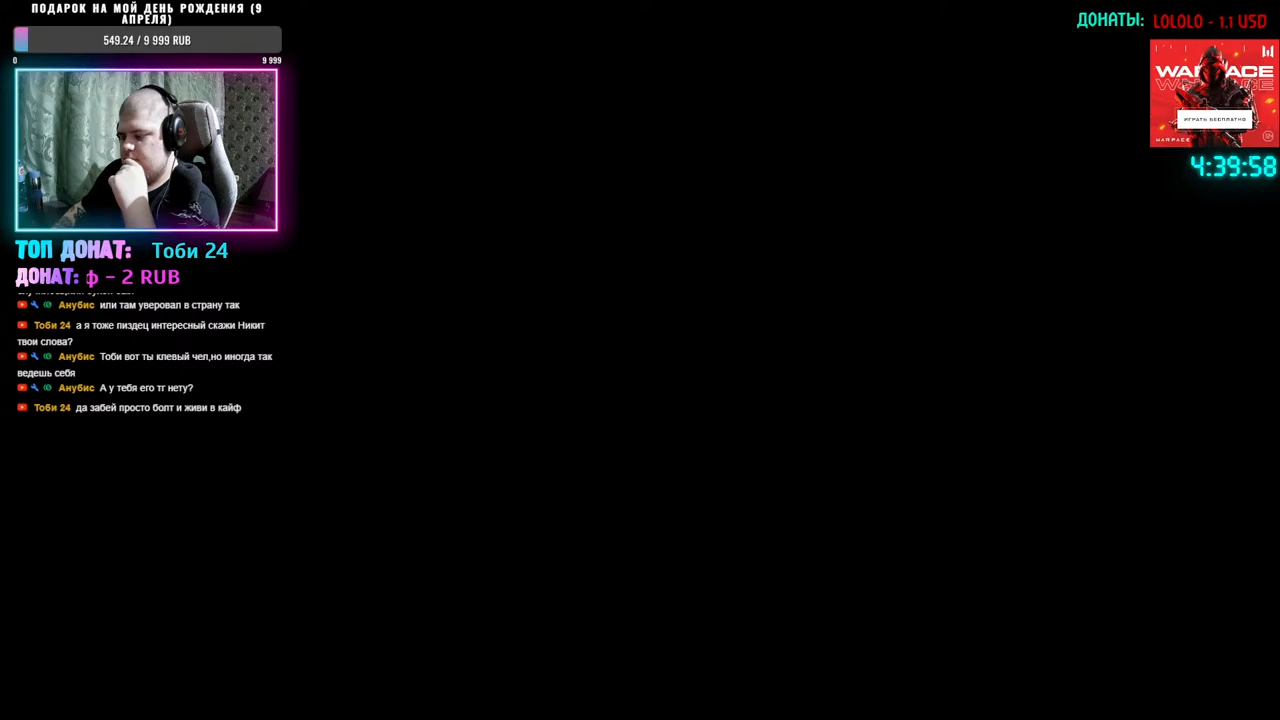 ПОДАРОК НА МОЙ ДЕНЬ РОЖДЕНИЯ (9
АПРЕЛЯ)
549.24 / 9 999 RUB
0
9 999
ТОП ДОНАТ: Тоби 24
ДОНАТ: ф - 2 RUB
Анубис или там уверовал в страну так
Тоби 24 а я тоже пиздец интересный скажи Никит
твои слова?
Анубис Тоби вот ты клевый чел,но иногда так
ведешь себя
Анубис А у тебя его тг нету?
Тоби 24 да забей просто болт и живи в кайф
ДОНАТЫ: LOLOLO - 1.1 USD
WARFACE
ИГРАТЬ БЕСПЛАТНО
WARFACE
4:39:58